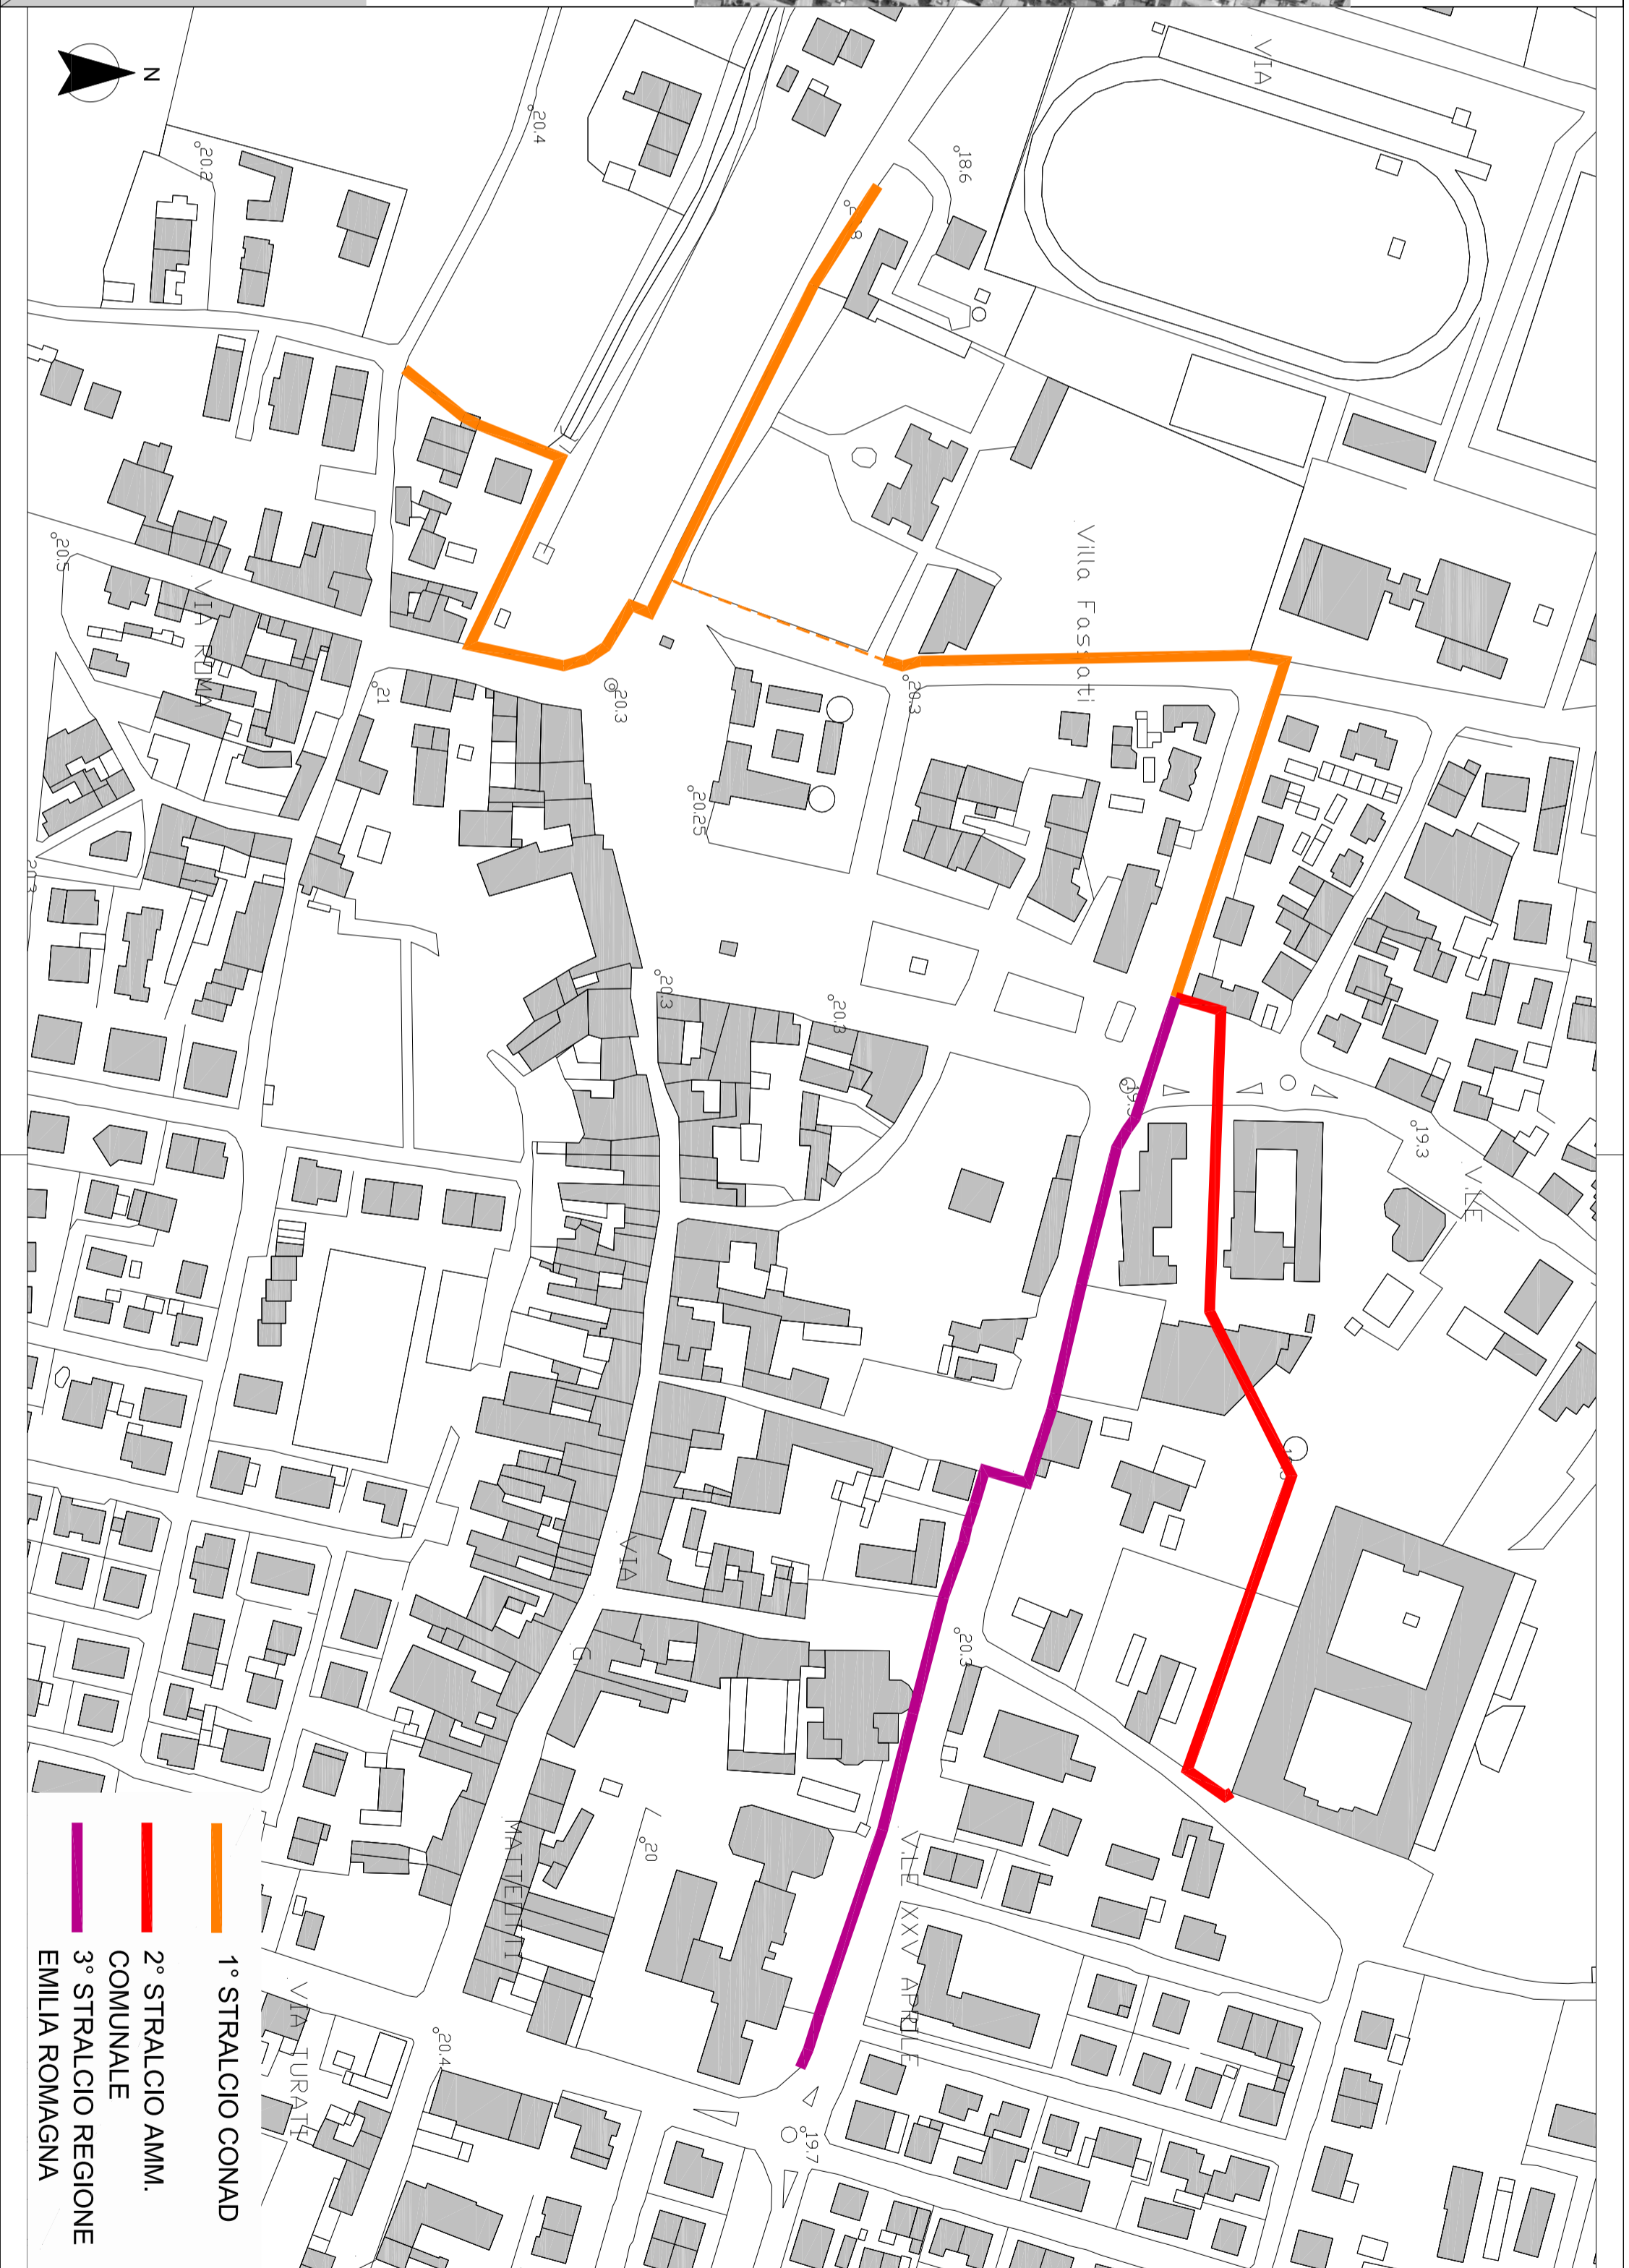 N
VIA
20.4
18.6
20.2
Villa Fassati
20.5
VIA ROMA
21
20.3
20.3
20.25
20.3
20.3
19.3
V.LE
VIA
G
MATTEOTTI
20.3
20
V.LE XXV APRILE
VIA TURATI
20.4
19.7
1° STRALCIO CONAD
2° STRALCIO AMM.
COMUNALE
3° STRALCIO REGIONE
EMILIA ROMAGNA